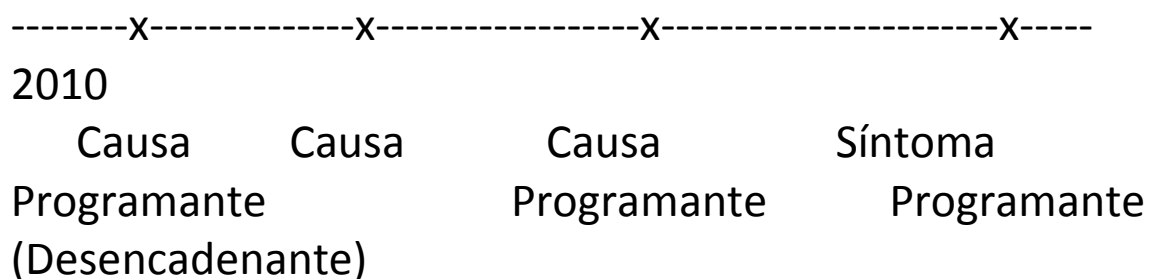 --------x--------------x------------------x-----------------------x-----
2010
Causa Causa Causa Síntoma
Programante Programante Programante
(Desencadenante)